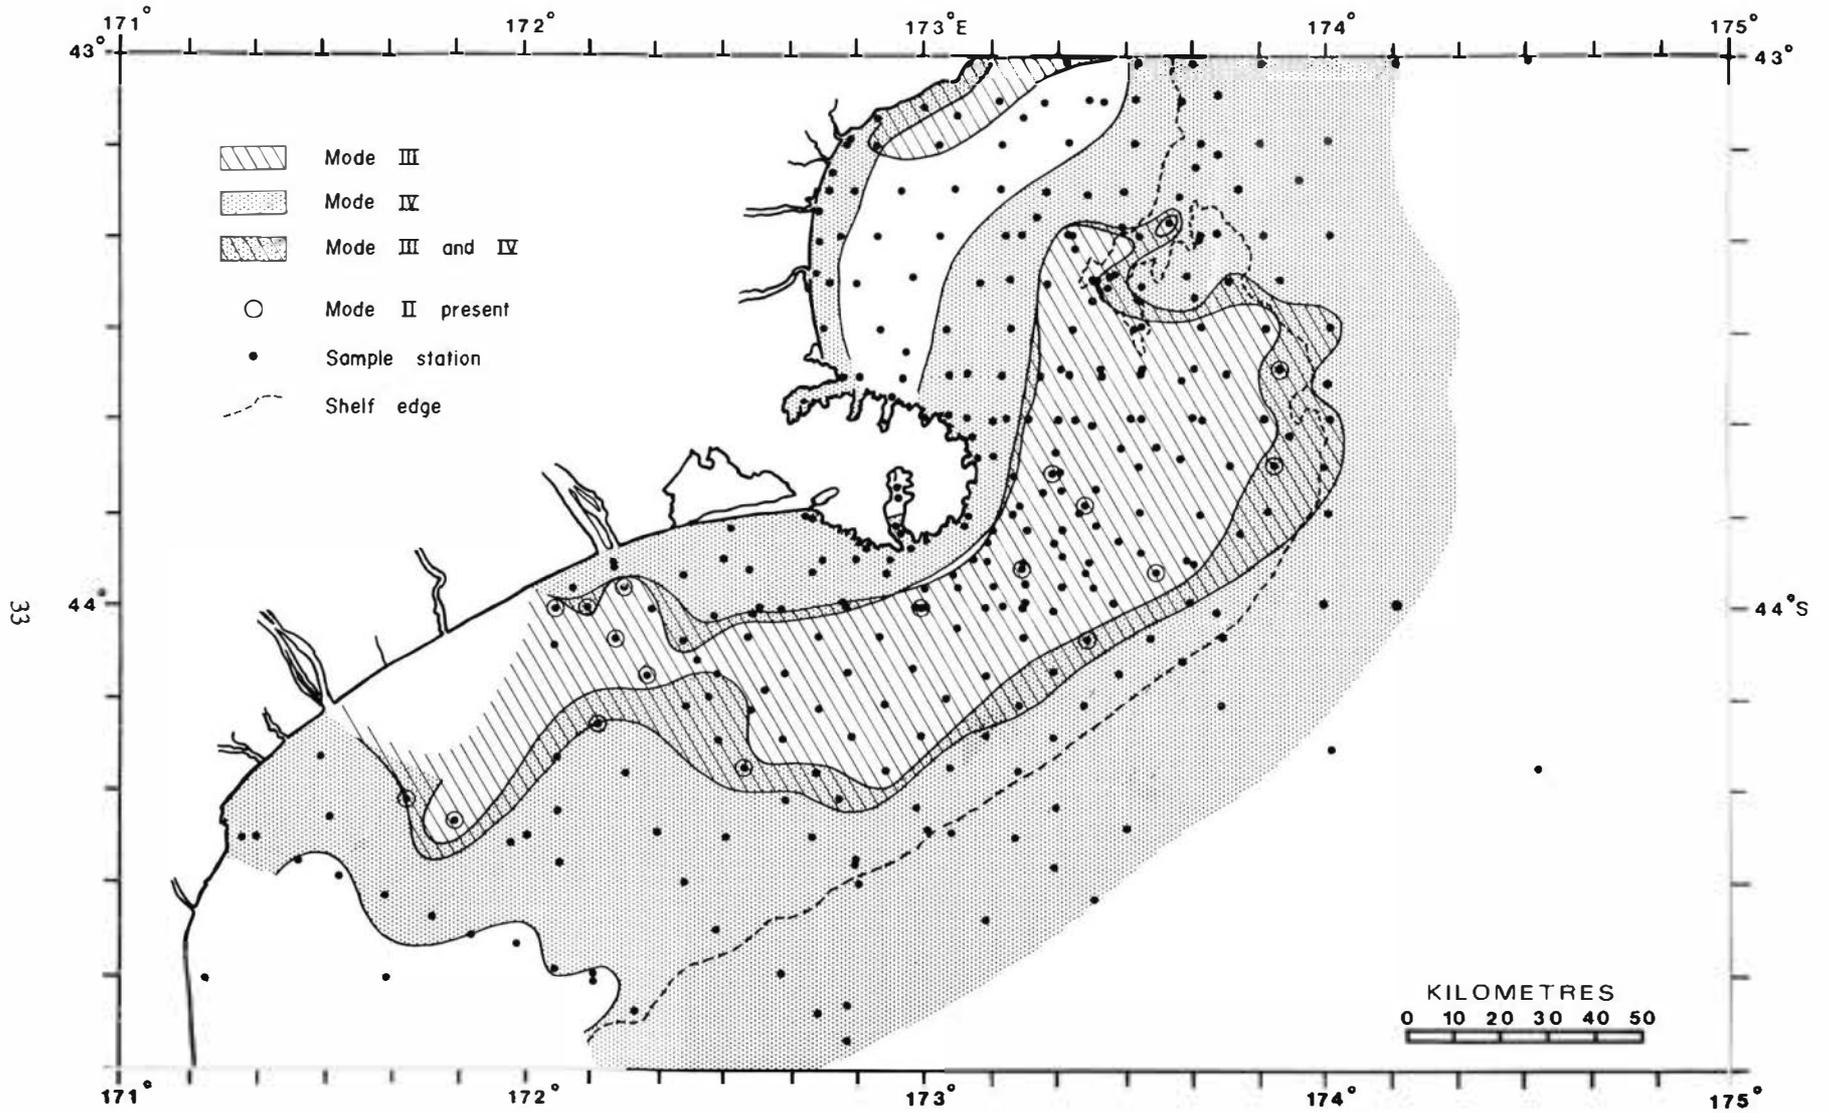 171° 172° 173°E 174° 175°
43° 43°
Mode III
Mode IV
Mode III and IV
Mode II present
Sample station
Shelf edge
33
44° 44°S
KILOMETRES
0 10 20 30 40 50
171° 172° 173° 174° 175°